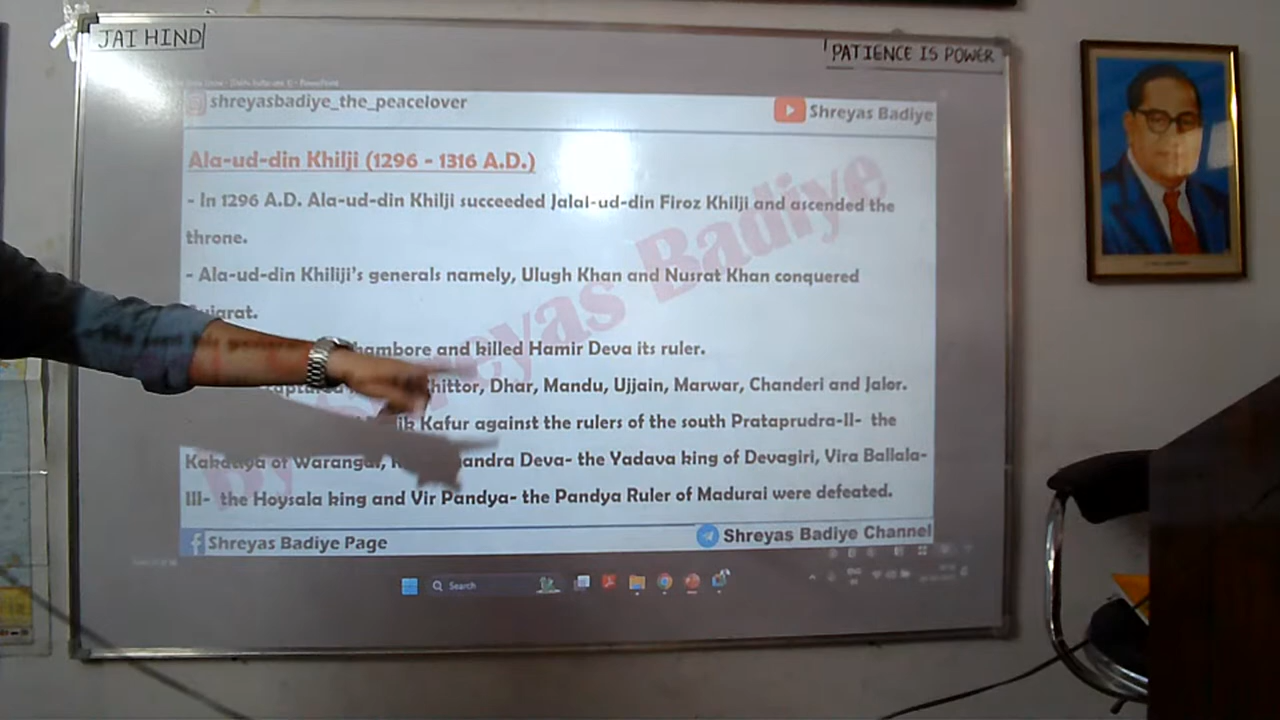 JAI HIND
PATIENCE IS POWER
shreyasbadiye_the_peacelover
Shreyas Badiye
Ala-ud-din Khilji (1296 - 1316 A.D.)
- In 1296 A.D. Ala-ud-din Khilji succeeded Jalal-ud-din Firoz Khilji and ascended the
throne.
- Ala-ud-din Khiliji's generals namely, Ulugh Khan and Nusrat Khan conquered
and killed Hamir Deva its ruler.
Dhar, Mandu, Ujjain, Marwar, Chanderi and Jalor.
Kafur against the rulers of the south Prataprudra-II- the
of Deva- the Yadava king of Devagiri, Vira Ballala-
III- the Hoysala king and Vir Pandya- the Pandya Ruler of Madurai were defeated.
by Shreyas Badiye
Shreyas Badiye Page
Shreyas Badiye Channel
Search